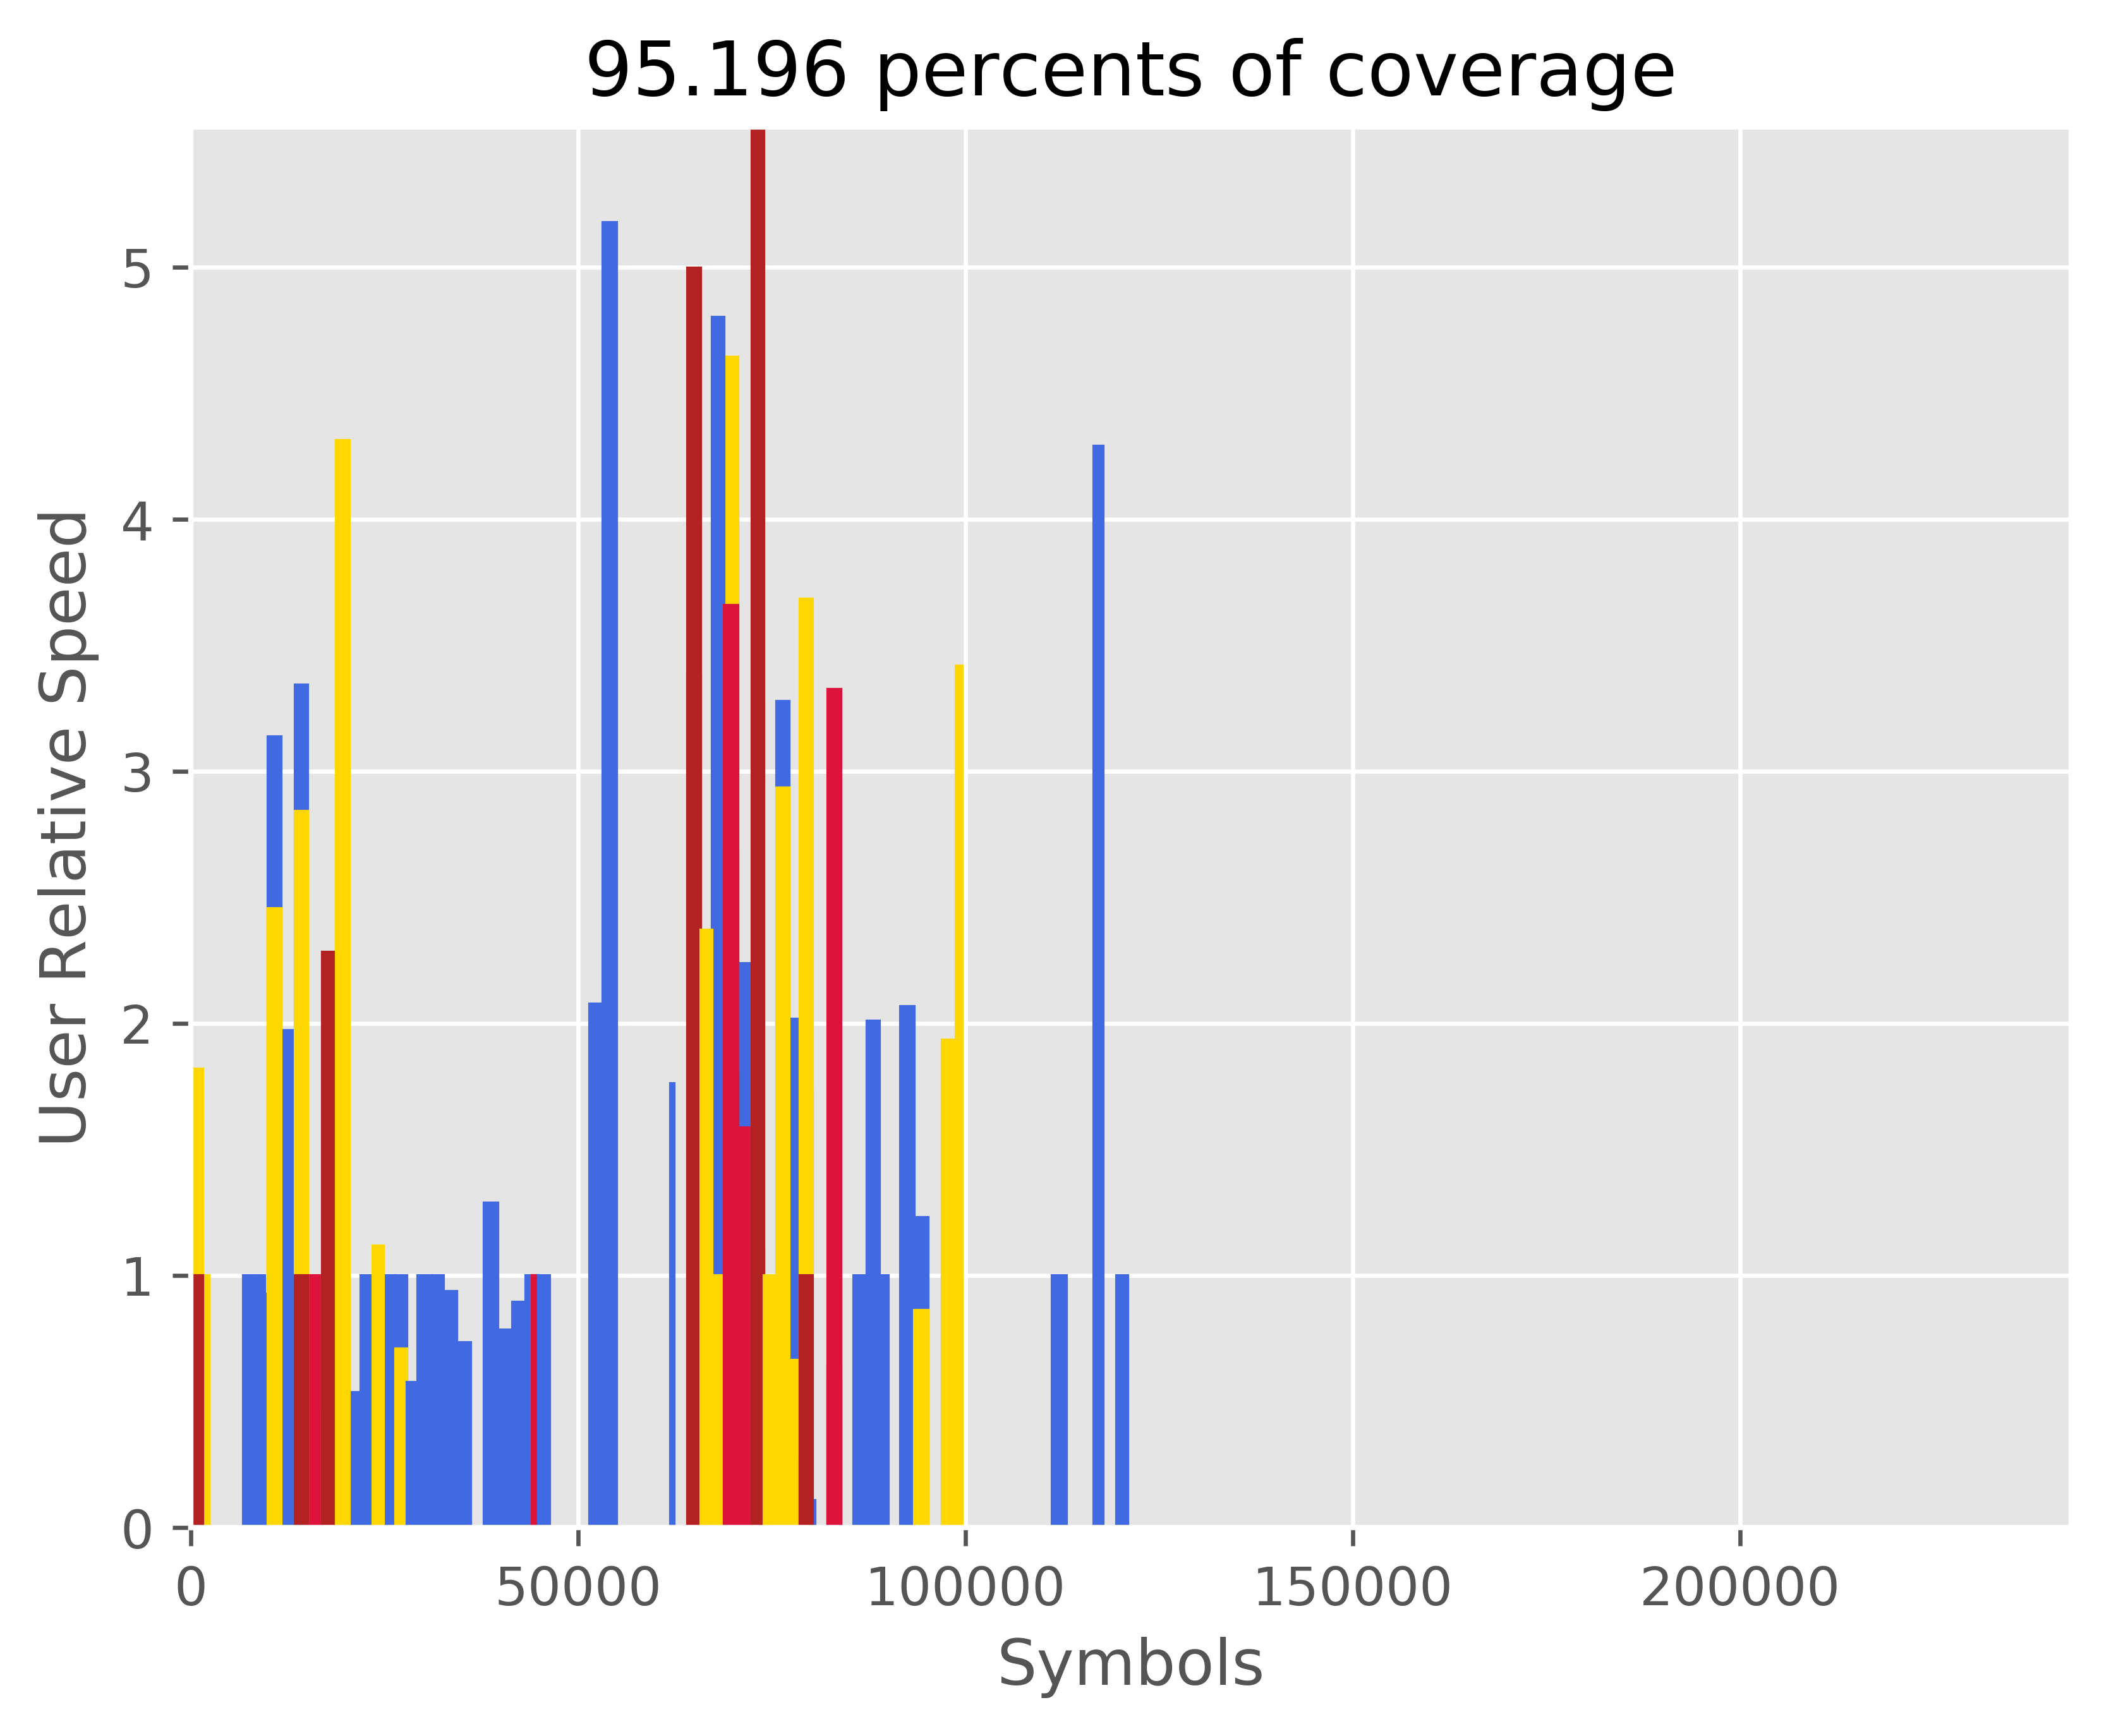 95.196 percents of coverage
User Relative Speed
5
4
3
2
1
0
0 50000 100000 150000 200000
Symbols